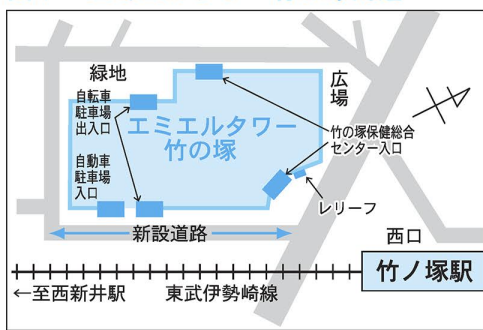 緑地
広場
自転車
駐車場
出入口
エミエルタワー
竹の塚
竹の塚保健総合
センター入口
自動車
駐車場
入口
レリーフ
新設道路
西口
竹ノ塚駅
←至西新井駅
東武伊勢崎線